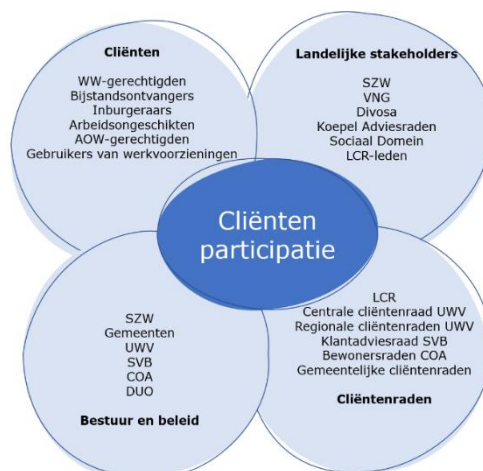 Cliënten
WW-gerechtigden
Bijstandsontvangers
Inburgeraars
Arbeidsongeschikten
AOW-gerechtigden
Gebruikers van werkvoorzieningen
Landelijke stakeholders
SZW
VNG
Divosa
Koepel Adviesraden
Sociaal Domein
LCR-leden
Cliënten
participatie
SZW
Gemeenten
UWV
SVB
COA
DUO
Bestuur en beleid
LCR
Centrale cliëntenraad UWV
Regionale cliëntenraden UWV
Klantadviesraad SVB
Bewonersraden COA
Gemeentelijke cliëntenraden
Cliëntenraden